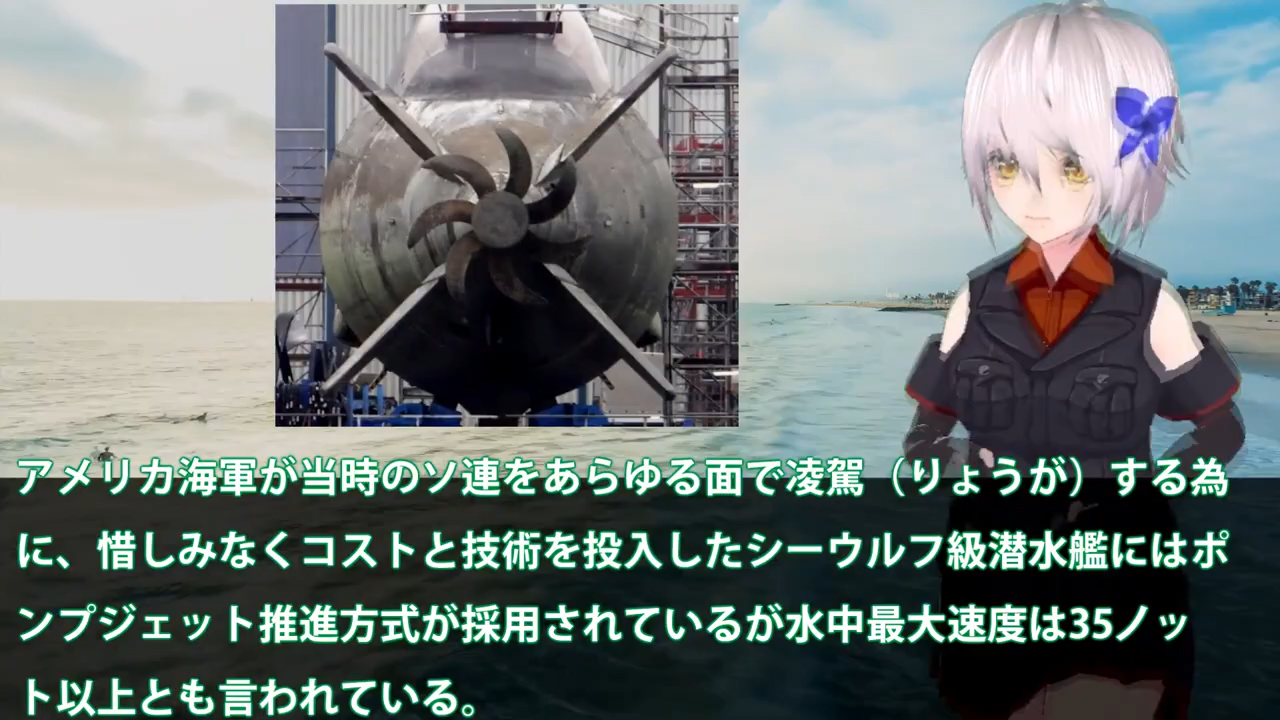 アメリカ海軍が当時のソ連をあらゆる面で凌駕（りょうが）する為
に、惜しみなくコストと技術を投入したシーウルフ級潜水艦にはポ
ンプジェット推進方式が採用されているが水中最大速度は35ノッ
ト以上とも言われている。